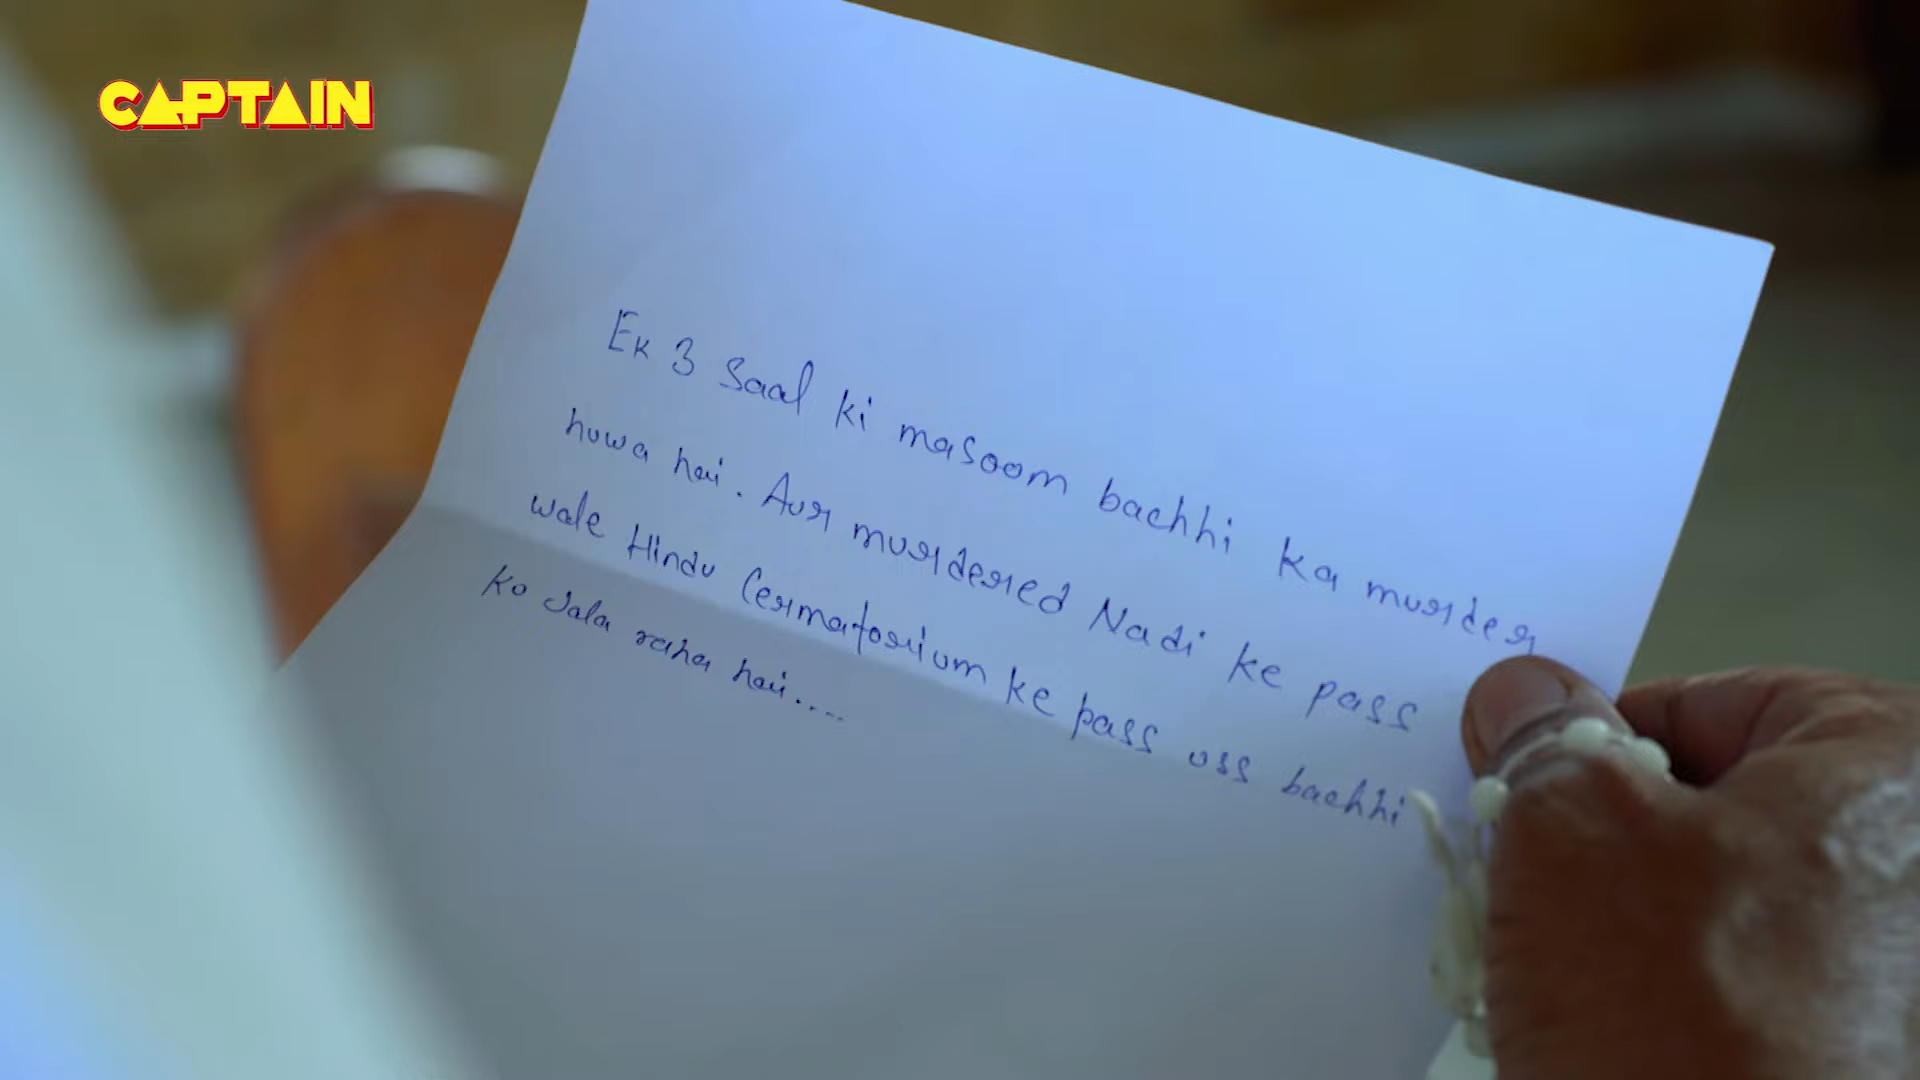 CAPTAIN
Ek 3 Saal ki masoom bachhi ka murder
huwa hai. Aur murdered Nadi ke pass
wale Hindu Cermatorium ke pass uss bachhi
ko Jala raha hai....